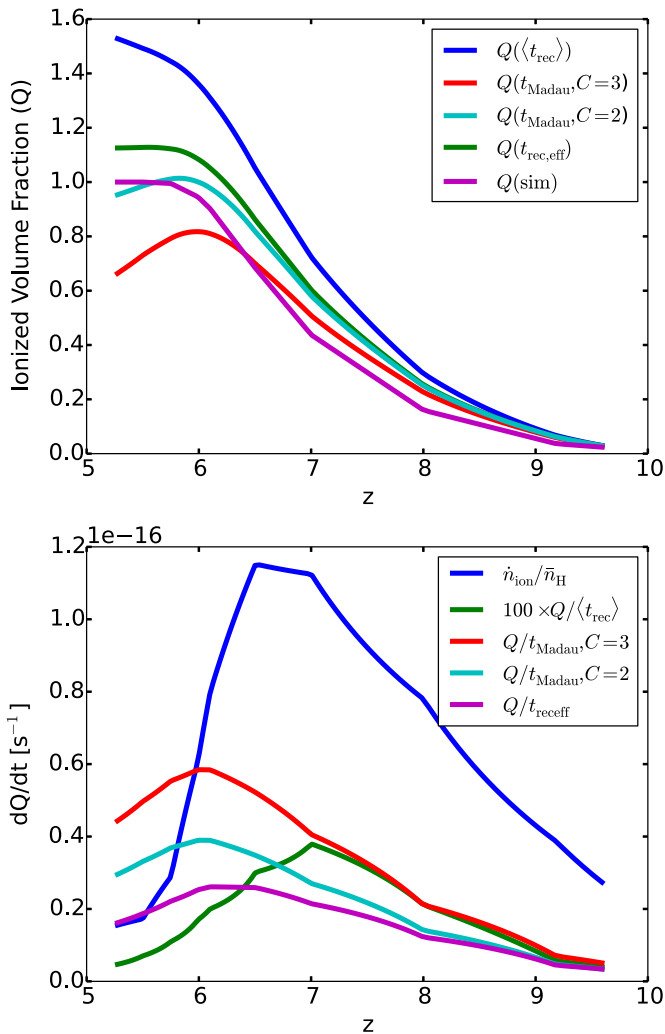 1.6
1.4
1.2
1.0
0.8
0.6
0.4
0.2
0.0
Ionized Volume Fraction (Q)
Q(⟨t_rec⟩)
Q(t_Madau, C=3)
Q(t_Madau, C=2)
Q(t_rec,eff)
Q(sim)
5 6 7 8 9 10
z
1e−16
1.2
1.0
0.8
0.6
0.4
0.2
0.0
dQ/dt [s⁻¹]
ṅ_ion/n̄_H
100 ×Q/⟨t_rec⟩
Q/t_Madau, C=3
Q/t_Madau, C=2
Q/t_receff
5 6 7 8 9 10
z